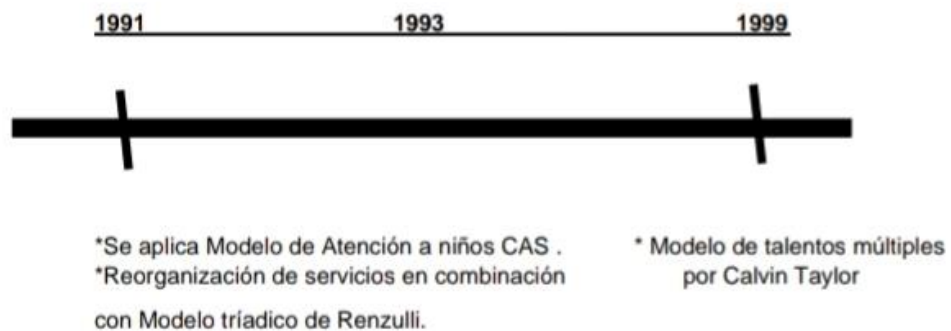 1991 1993 1999
*Se aplica Modelo de Atención a niños CAS .
*Reorganización de servicios en combinación
con Modelo tríadico de Renzulli.
* Modelo de talentos múltiples
por Calvin Taylor